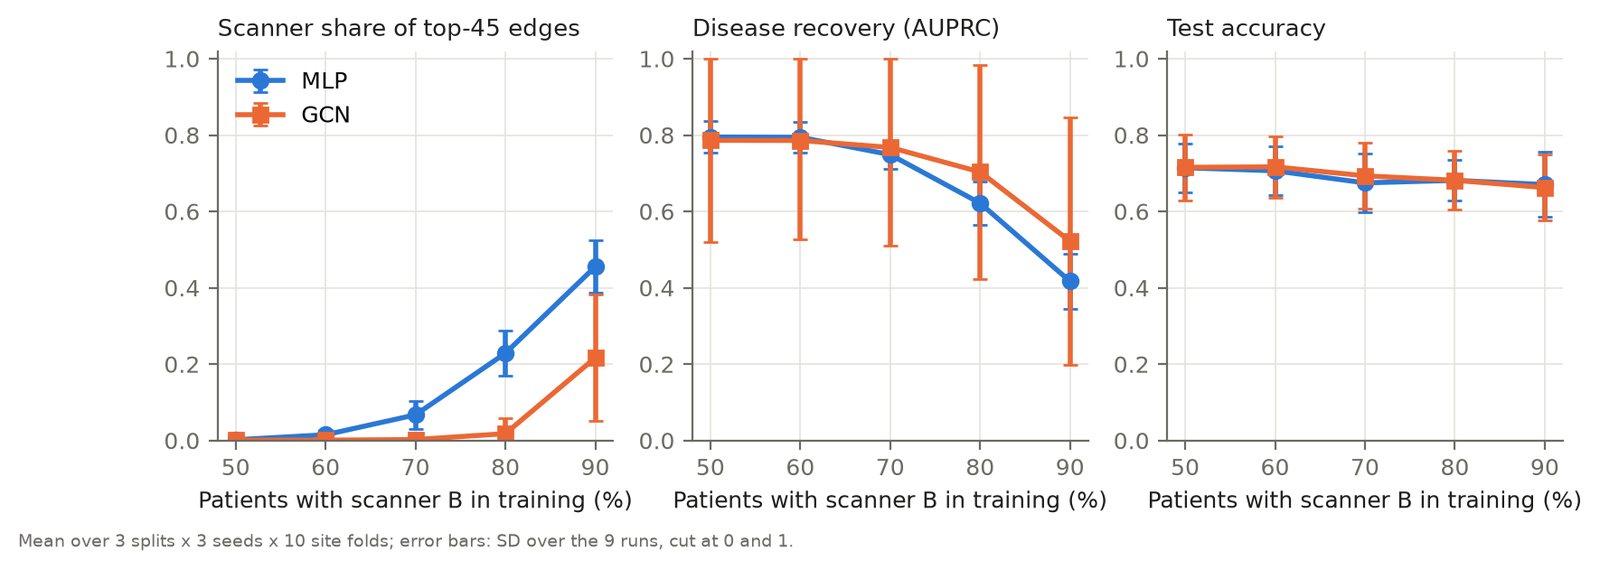 Scanner share of top-45 edges
1.0
0.8
0.6
0.4
0.2
0.0
MLP
GCN
50 60 70 80 90
Patients with scanner B in training (%)
Disease recovery (AUPRC)
1.0
0.8
0.6
0.4
0.2
0.0
50 60 70 80 90
Patients with scanner B in training (%)
Test accuracy
1.0
0.8
0.6
0.4
0.2
0.0
50 60 70 80 90
Patients with scanner B in training (%)
Mean over 3 splits x 3 seeds x 10 site folds; error bars: SD over the 9 runs, cut at 0 and 1.